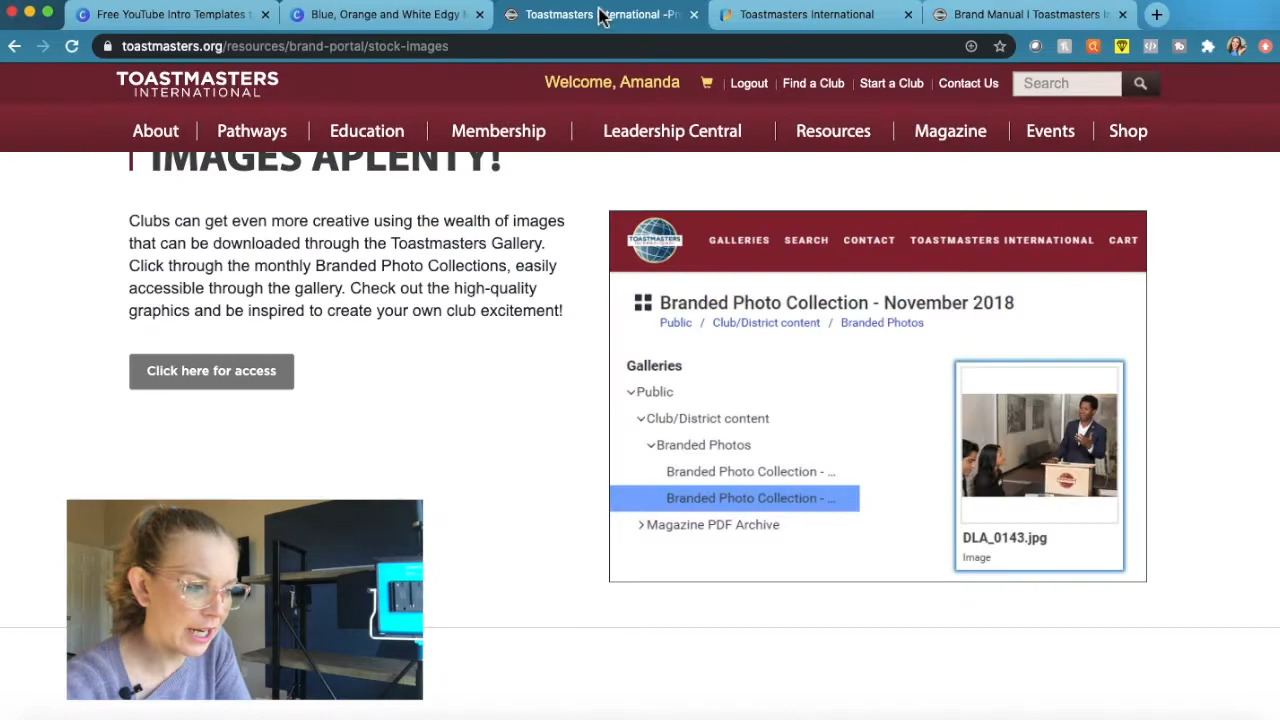 Free YouTube Intro Templates t
Blue, Orange and White Edgy M
Toastmasters International -Pr
Toastmasters International
Brand Manual | Toastmasters In
toastmasters.org/resources/brand-portal/stock-images
TOASTMASTERS
INTERNATIONAL
Welcome, Amanda
Logout
Find a Club
Start a Club
Contact Us
Search
About
Pathways
Education
Membership
Leadership Central
Resources
Magazine
Events
Shop
IMAGES APLENTY!
Clubs can get even more creative using the wealth of images
that can be downloaded through the Toastmasters Gallery.
Click through the monthly Branded Photo Collections, easily
accessible through the gallery. Check out the high-quality
graphics and be inspired to create your own club excitement!
Click here for access
TOASTMASTERS
GALLERIES SEARCH CONTACT TOASTMASTERS INTERNATIONAL CART
Branded Photo Collection - November 2018
Public / Club/District content / Branded Photos
Galleries
Public
Club/District content
Branded Photos
Branded Photo Collection - ...
Branded Photo Collection - ...
Magazine PDF Archive
DLA_0143.jpg
Image